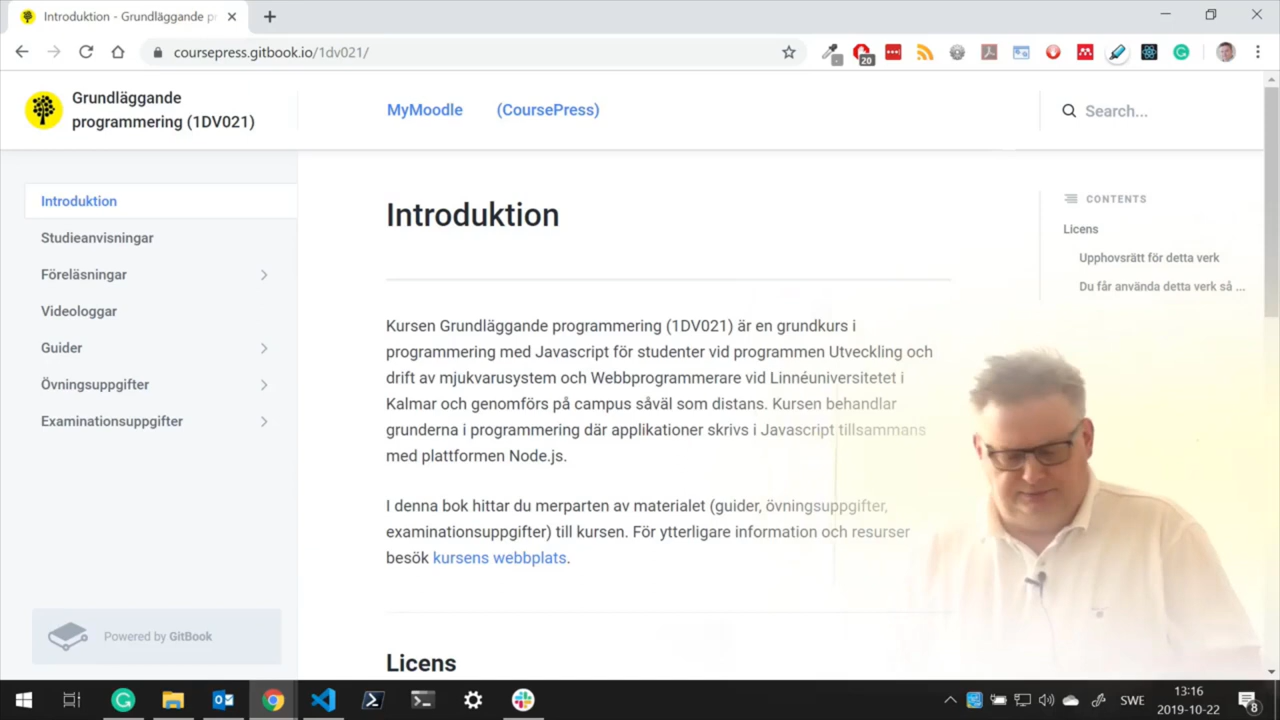 Introduktion - Grundläggande pr
coursepress.gitbook.io/1dv021/
20
Grundläggande
programmering (1DV021)
MyMoodle
(CoursePress)
Search...
Introduktion
Studieanvisningar
Föreläsningar
Videologgar
Guider
Övningsuppgifter
Examinationsuppgifter
Powered by GitBook
Introduktion
Kursen Grundläggande programmering (1DV021) är en grundkurs i
programmering med Javascript för studenter vid programmen Utveckling och
drift av mjukvarusystem och Webbprogrammerare vid Linnéuniversitetet i
Kalmar och genomförs på campus såväl som distans. Kursen behandlar
grunderna i programmering där applikationer skrivs i Javascript tillsammans
med plattformen Node.js.
I denna bok hittar du merparten av materialet (guider, övningsuppgifter,
examinationsuppgifter) till kursen. För ytterligare information och resurser
besök kursens webbplats.
Licens
CONTENTS
Licens
Upphovsrätt för detta verk
Du får använda detta verk så ...
SWE
13:16
2019-10-22
8